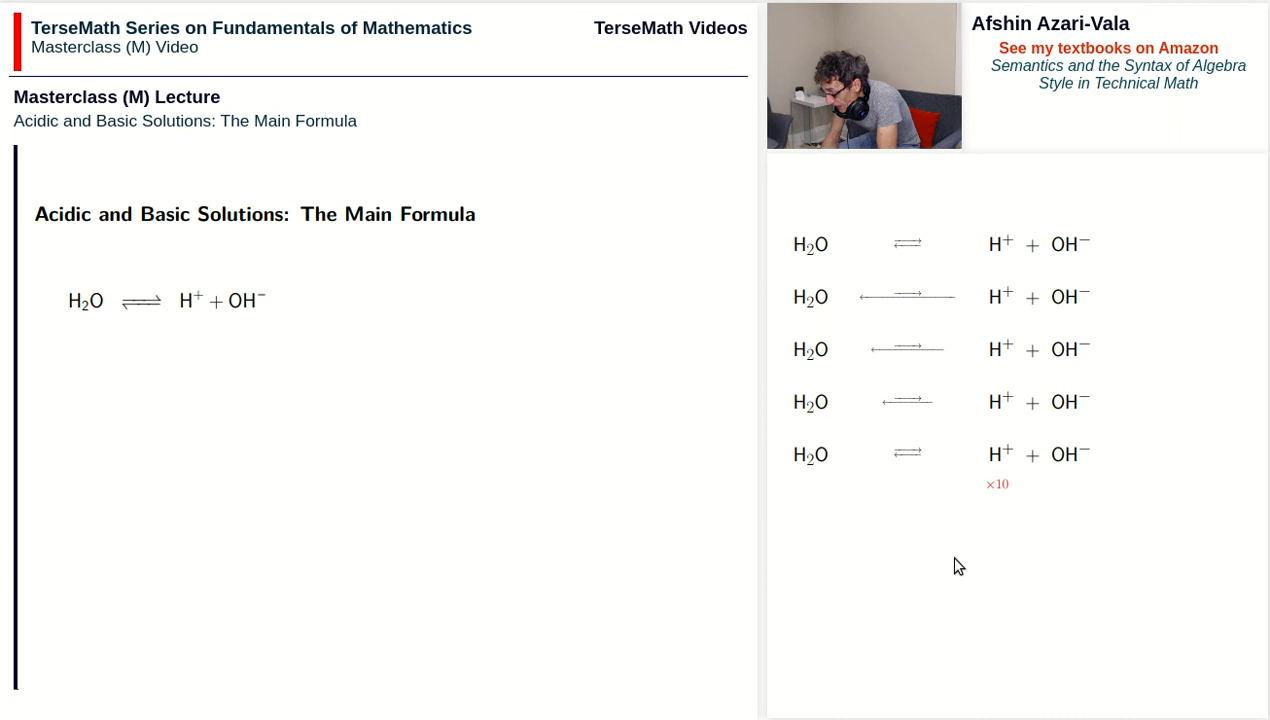 TerseMath Series on Fundamentals of Mathematics
Masterclass (M) Video
TerseMath Videos
Masterclass (M) Lecture
Acidic and Basic Solutions: The Main Formula
Acidic and Basic Solutions: The Main Formula
H₂O ⇌ H⁺ + OH⁻
Afshin Azari-Vala
See my textbooks on Amazon
Semantics and the Syntax of Algebra
Style in Technical Math
H₂O ⇄ H⁺ + OH⁻
H₂O ⇄ H⁺ + OH⁻
H₂O ⇄ H⁺ + OH⁻
H₂O ⇄ H⁺ + OH⁻
H₂O ⇄ H⁺ + OH⁻
×10